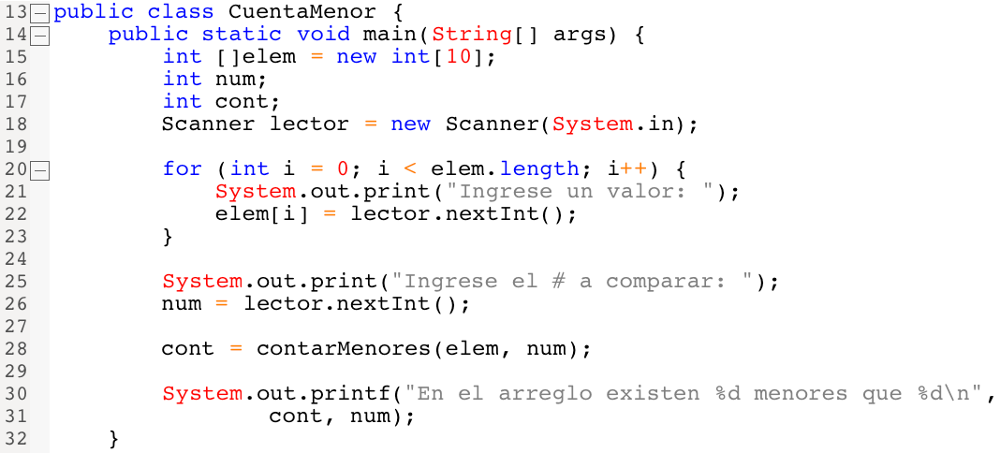 13 public class CuentaMenor {
14     public static void main(String[] args) {
15         int []elem = new int[10];
16         int num;
17         int cont;
18         Scanner lector = new Scanner(System.in);
19
20         for (int i = 0; i < elem.length; i++) {
21             System.out.print("Ingrese un valor: ");
22             elem[i] = lector.nextInt();
23         }
24
25         System.out.print("Ingrese el # a comparar: ");
26         num = lector.nextInt();
27
28         cont = contarMenores(elem, num);
29
30         System.out.printf("En el arreglo existen %d menores que %d\n",
31                 cont, num);
32     }